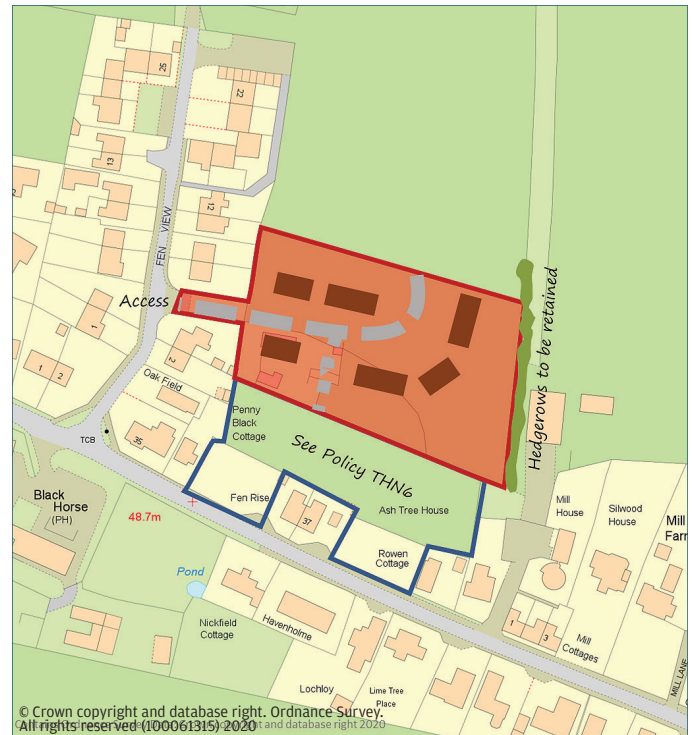 25
22
13
12
2
FEN VIEW
Access
1
2
1 2
Oak Field
35
TCB
Penny
Black
Cottage
See Policy THN6
Hedgerows to be retained
Black
Horse
(PH)
48.7m
Fen Rise
37
Ash Tree House
Rowen
Cottage
Mill
House
Silwood
House
Mill
Farm
Pond
Nickfield
Cottage
Havenholme
1
3
Mill
Cottages
MILL LANE
Lochloy
Lime Tree
Place
© Crown copyright and database right. Ordnance Survey.
All rights reserved (100061315) 2020